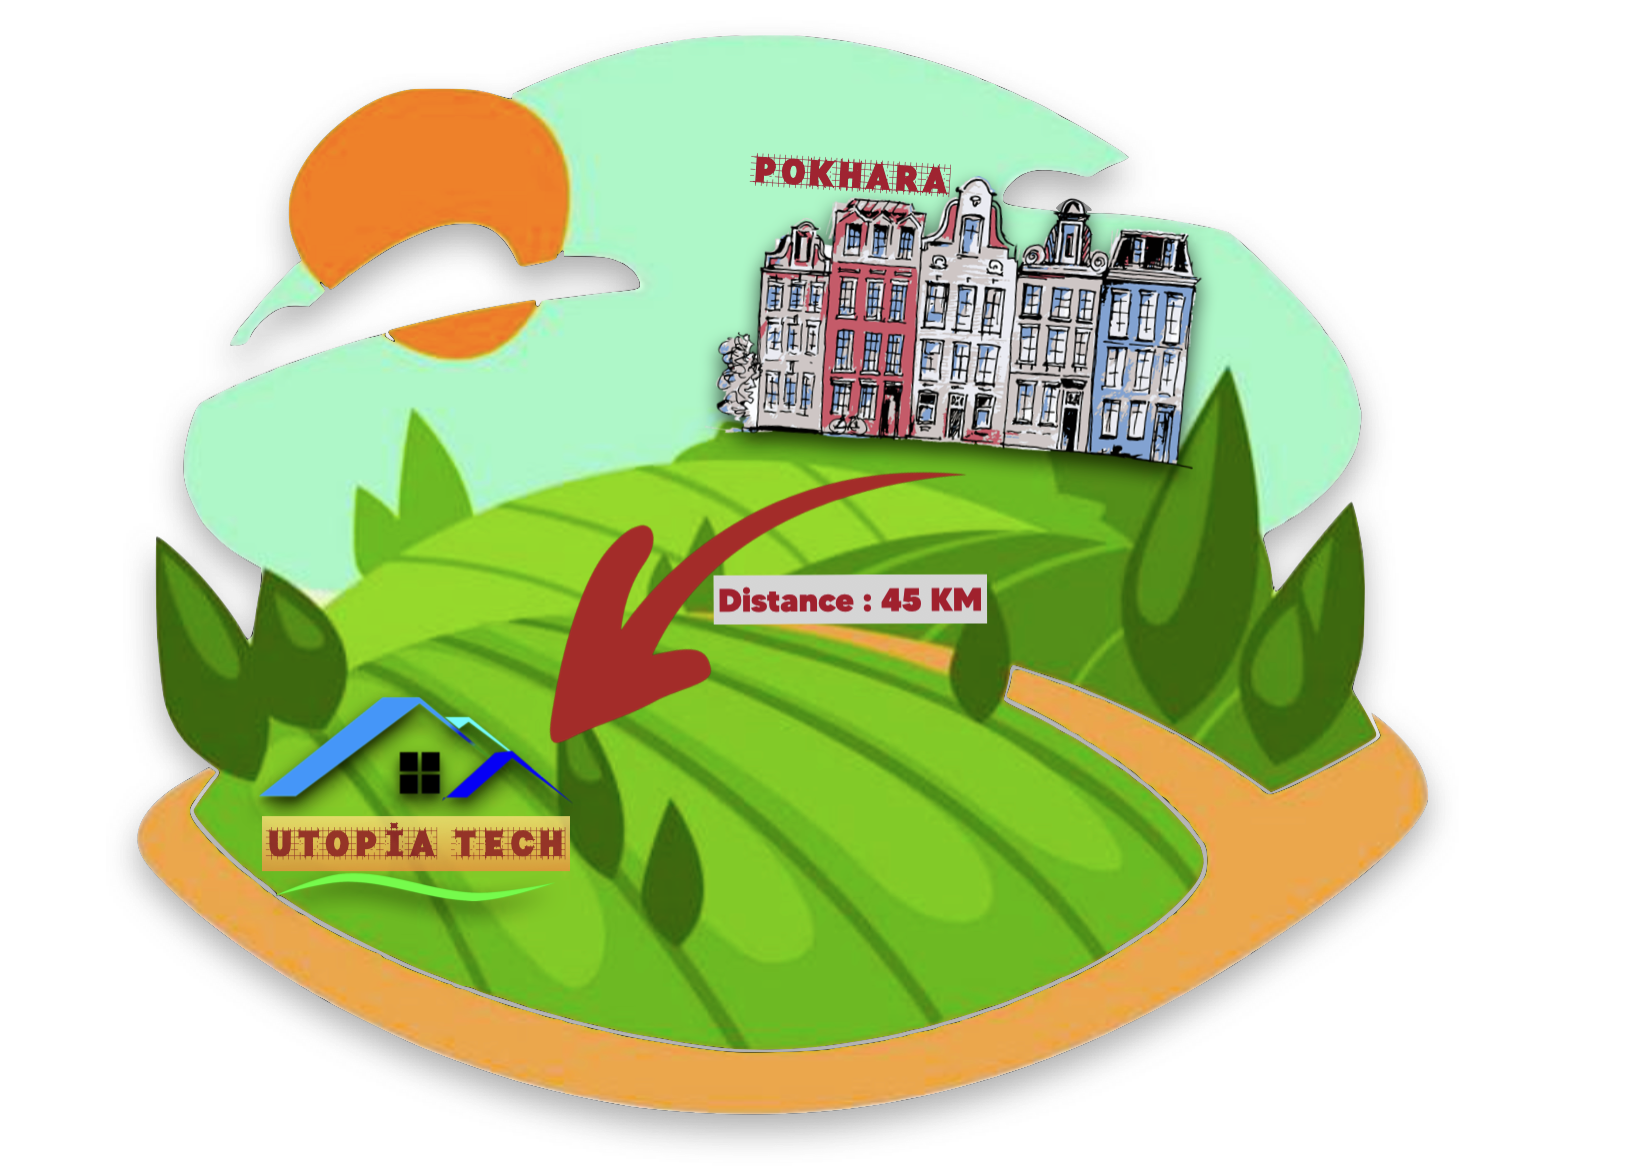 POKHARA
Distance : 45 KM
UTOPİA TECH